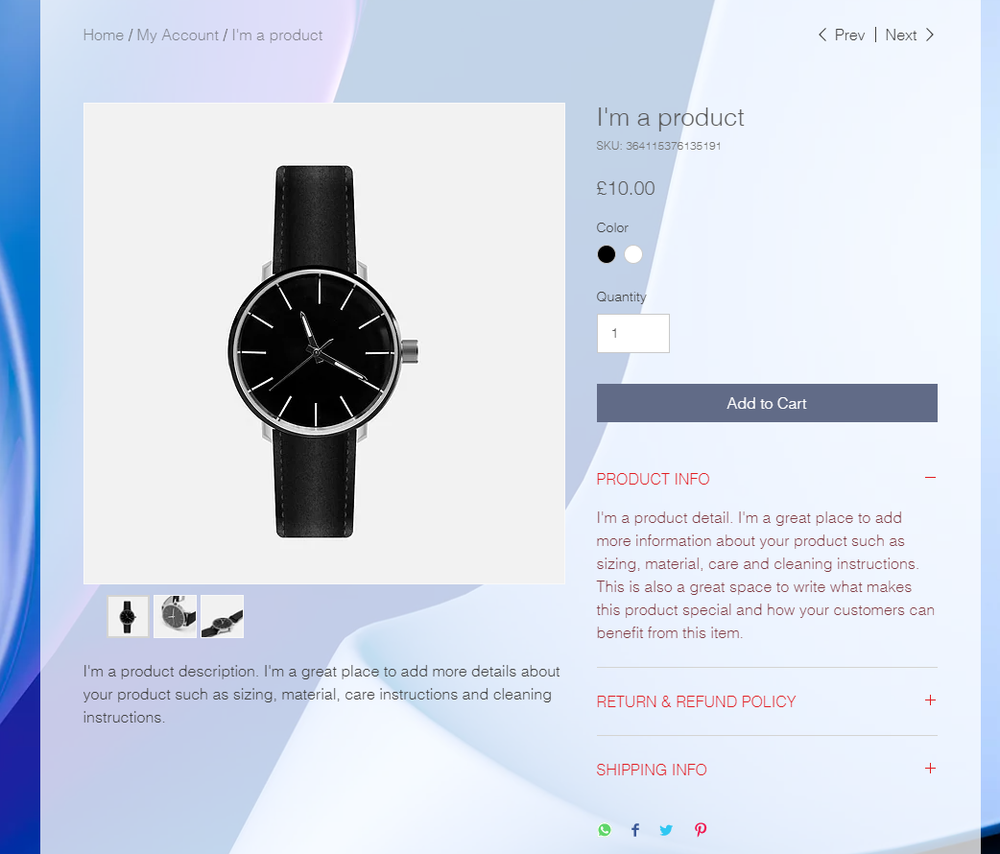 Home / My Account / I'm a product
Prev | Next
I'm a product
SKU: 364115376135191
£10.00
Color
Quantity
1
Add to Cart
PRODUCT INFO
I'm a product detail. I'm a great place to add
more information about your product such as
sizing, material, care and cleaning instructions.
This is also a great space to write what makes
this product special and how your customers can
benefit from this item.
RETURN & REFUND POLICY
SHIPPING INFO
I'm a product description. I'm a great place to add more details about
your product such as sizing, material, care instructions and cleaning
instructions.